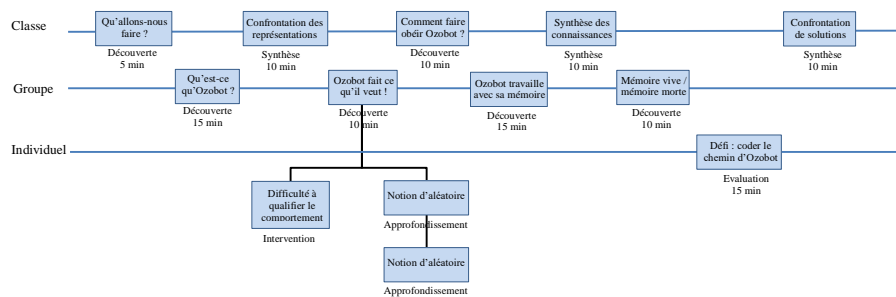 Classe
Qu'allons-nous
faire ?
Découverte
5 min
Confrontation des
représentations
Synthèse
10 min
Comment faire
obéir Ozobot ?
Découverte
10 min
Synthèse des
connaissances
Synthèse
10 min
Confrontation
de solutions
Synthèse
10 min
Groupe
Qu'est-ce
qu'Ozobot ?
Découverte
15 min
Ozobot fait ce
qu'il veut !
Découverte
10 min
Ozobot travaille
avec sa mémoire
Découverte
15 min
Mémoire vive /
mémoire morte
Découverte
10 min
Individuel
Défi : coder le
chemin d'Ozobot
Evaluation
15 min
Difficulté à
qualifier le
comportement
Intervention
Notion d'aléatoire
Approfondissement
Notion d'aléatoire
Approfondissement